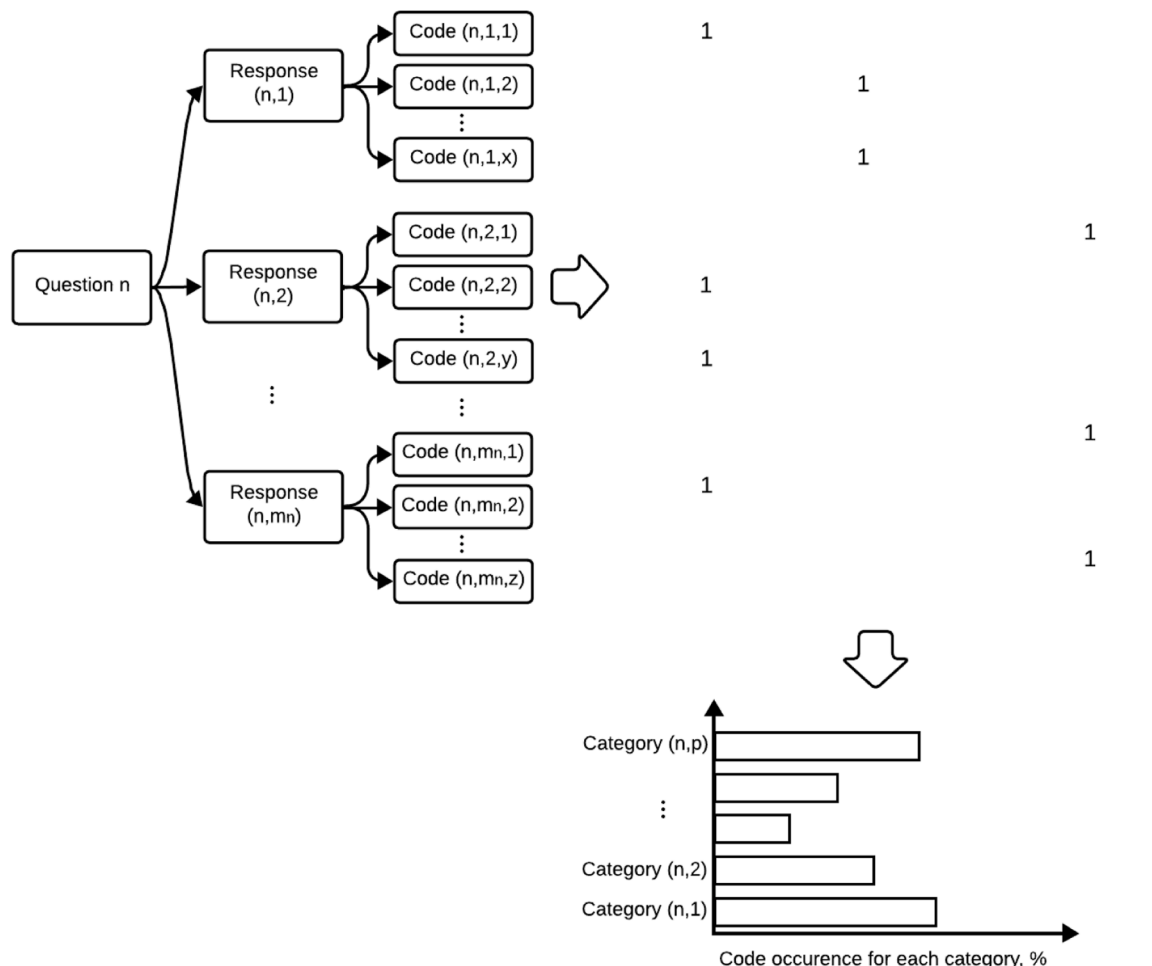 Code (n,1,1) 1
Response
(n,1)
Code (n,1,2) 1
Code (n,1,x) 1
Code (n,2,1) 1
Question n
Response
(n,2)
Code (n,2,2) 1
Code (n,2,y) 1
Code (n,mn,1) 1
Response
(n,mn)
Code (n,mn,2) 1
Code (n,mn,z) 1
Category (n,p)
Category (n,2)
Category (n,1)
Code occurence for each category, %